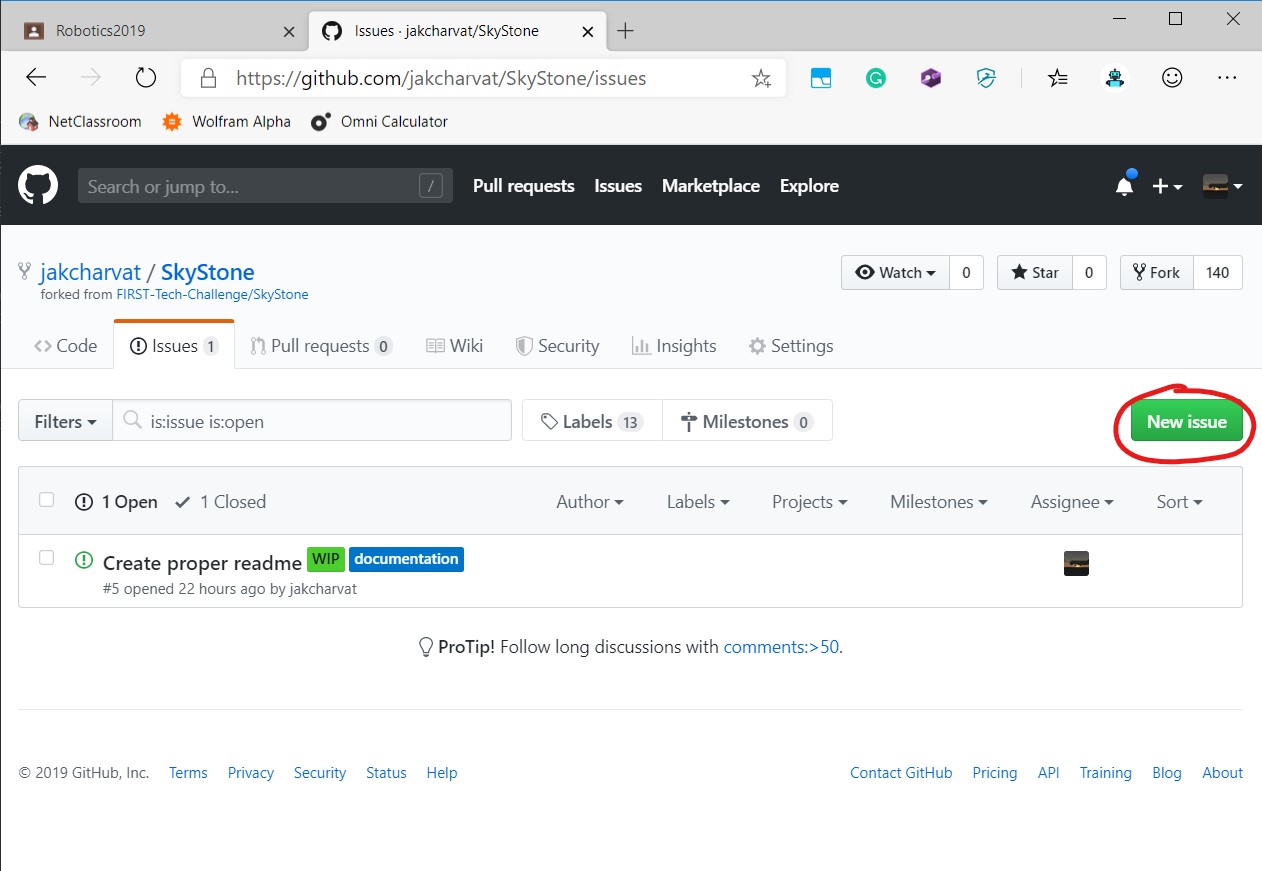 Robotics2019
Issues · jakcharvat/SkyStone
https://github.com/jakcharvat/SkyStone/issues
NetClassroom Wolfram Alpha Omni Calculator
Search or jump to... / Pull requests Issues Marketplace Explore
jakcharvat / SkyStone
forked from FIRST-Tech-Challenge/SkyStone
Watch 0 Star 0 Fork 140
Code Issues 1 Pull requests 0 Wiki Security Insights Settings
Filters is:issue is:open Labels 13 Milestones 0 New issue
1 Open 1 Closed Author Labels Projects Milestones Assignee Sort
Create proper readme WIP documentation
#5 opened 22 hours ago by jakcharvat
ProTip! Follow long discussions with comments:>50.
© 2019 GitHub, Inc. Terms Privacy Security Status Help Contact GitHub Pricing API Training Blog About